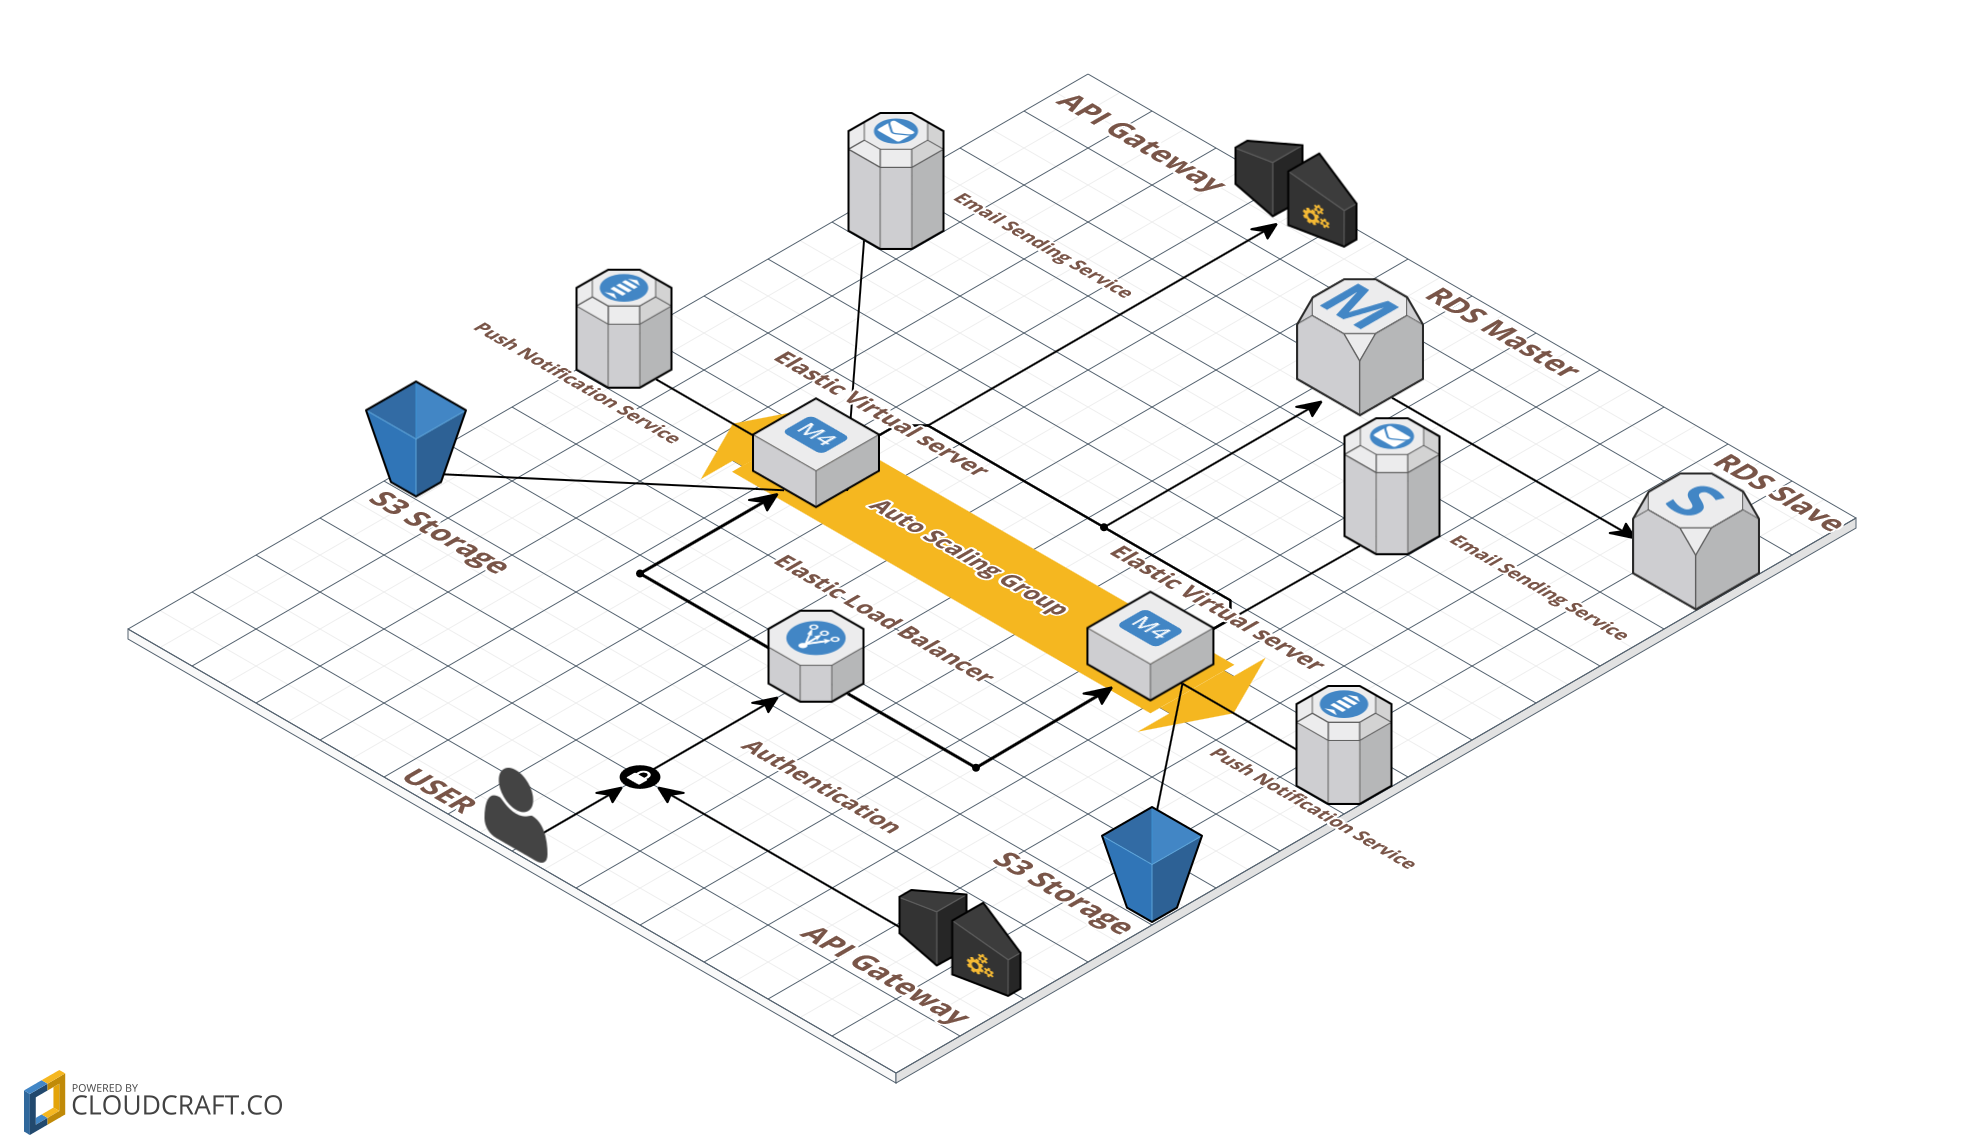 API Gateway
Email Sending Service
RDS Master
M
Push Notification Service
Elastic Virtual server
M4
RDS Slave
S
S3 Storage
Auto Scaling Group
Elastic Virtual server
Email Sending Service
Elastic Load Balancer
M4
Authentication
USER
Push Notification Service
S3 Storage
API Gateway
POWERED BY
CLOUDCRAFT.CO